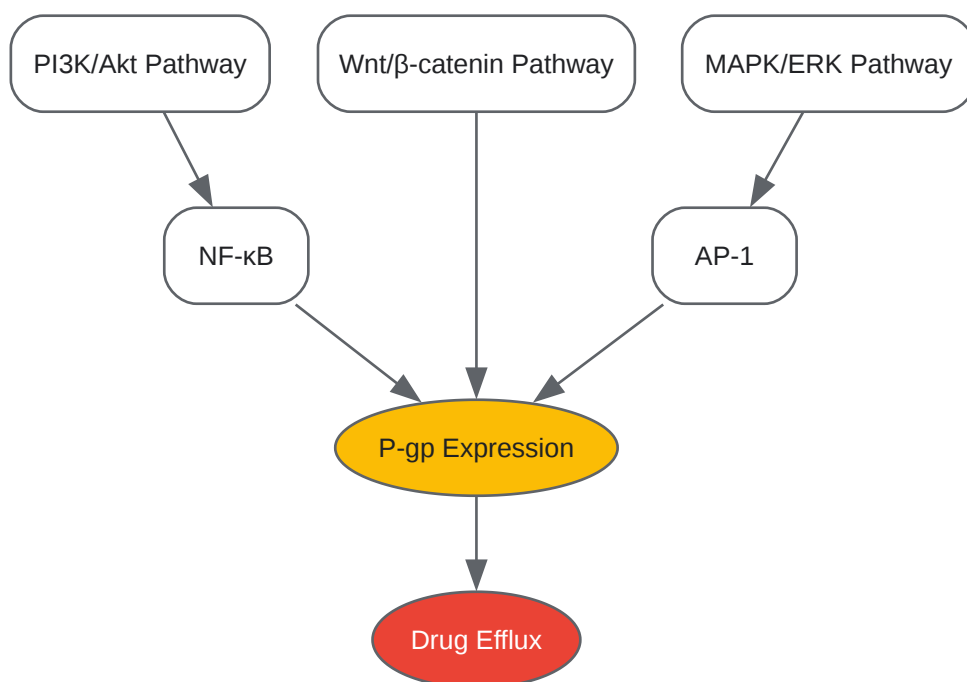 PI3K/Akt Pathway
Wnt/β-catenin Pathway
MAPK/ERK Pathway
NF-κB
AP-1
P-gp Expression
Drug Efflux